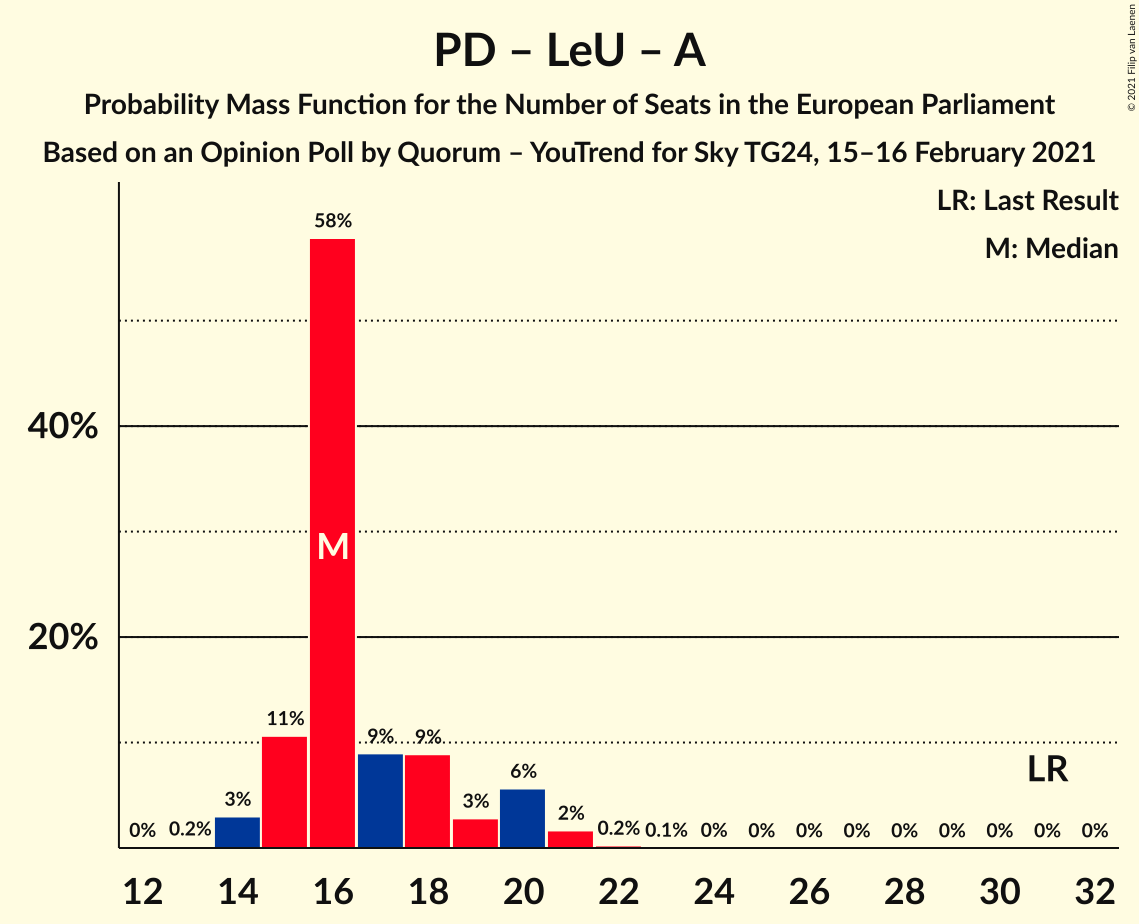 PD – LeU – A
Probability Mass Function for the Number of Seats in the European Parliament
Based on an Opinion Poll by Quorum – YouTrend for Sky TG24, 15–16 February 2021
© 2021 Filip van Laenen
LR: Last Result
M: Median
58%
40%
M
20%
11%
9%
9%
LR
6%
3%
3%
2%
0%
0.2%
0.2%
0.1%
0%
0%
0%
0%
0%
0%
0%
0%
0%
12 14 16 18 20 22 24 26 28 30 32